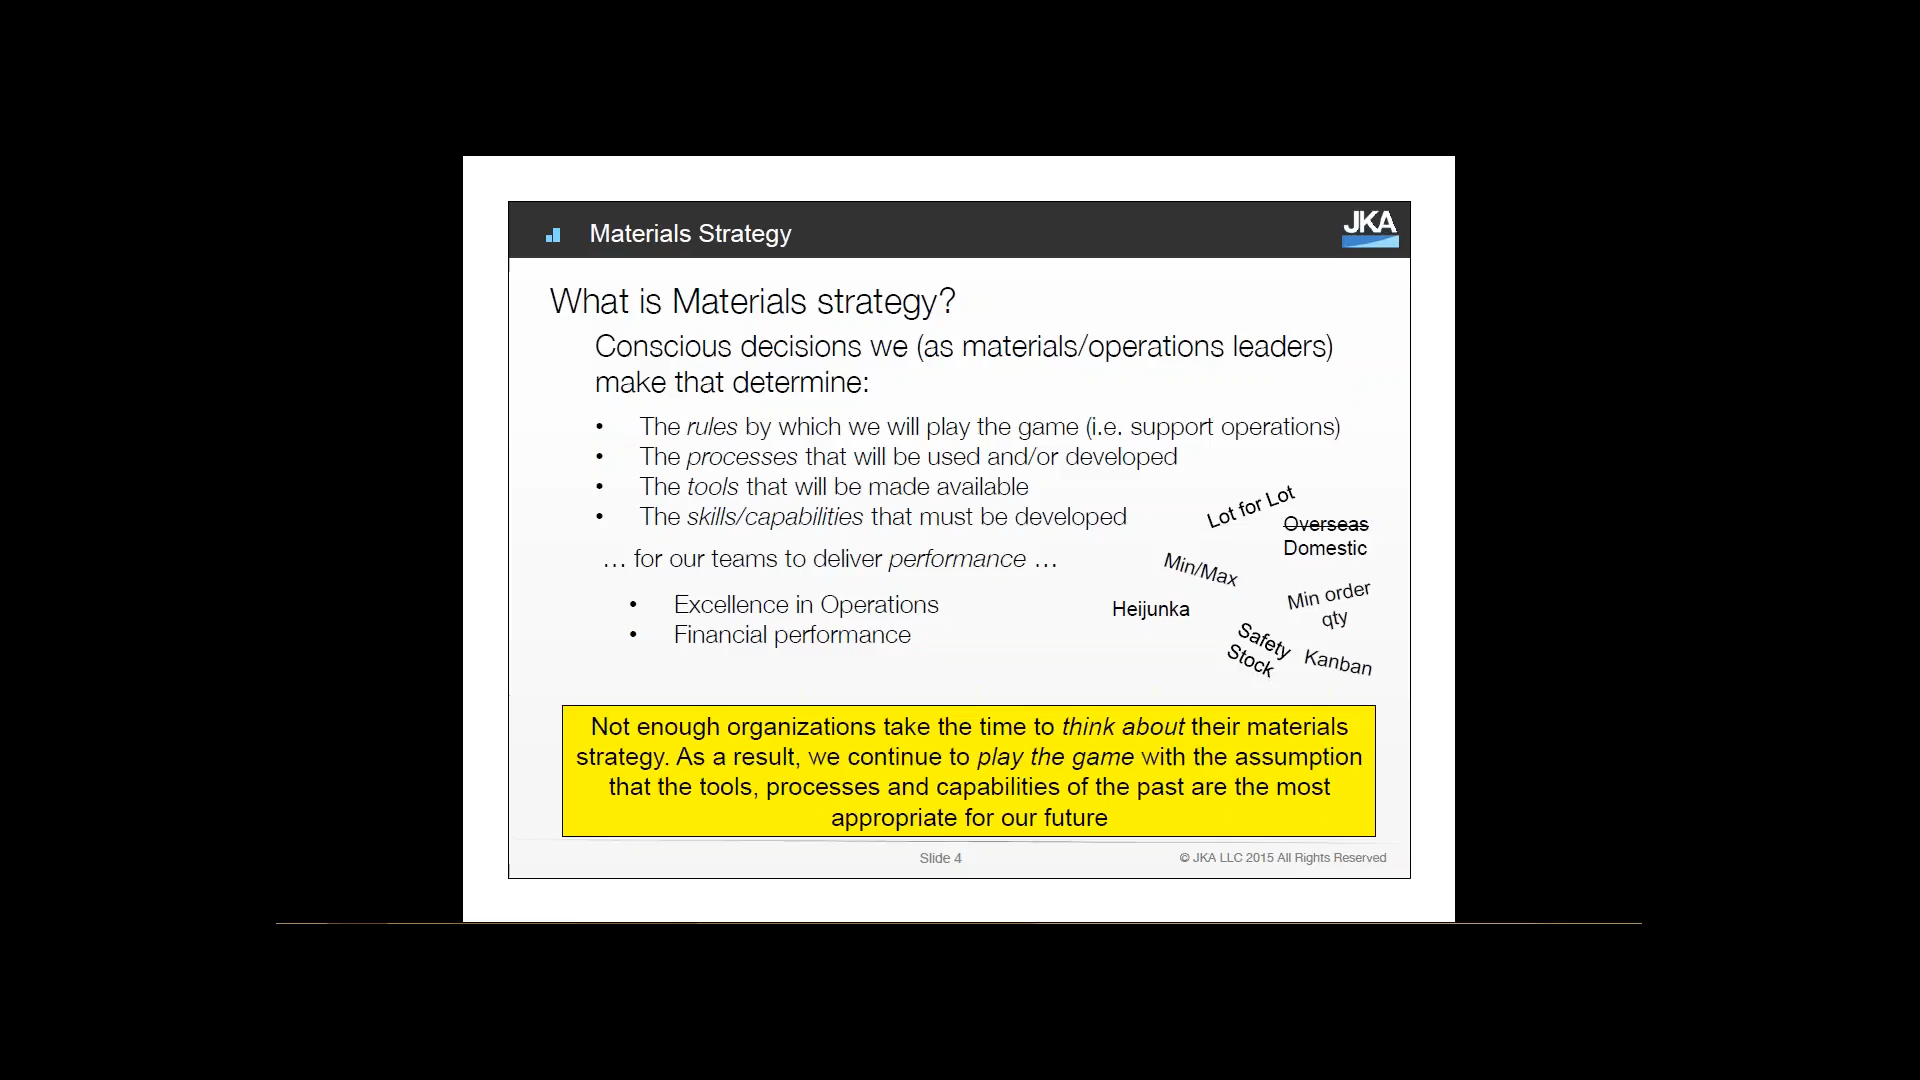 Materials Strategy
JKA
What is Materials strategy?
Conscious decisions we (as materials/operations leaders)
make that determine:
• The rules by which we will play the game (i.e. support operations)
• The processes that will be used and/or developed
• The tools that will be made available
• The skills/capabilities that must be developed
… for our teams to deliver performance …
• Excellence in Operations
• Financial performance
Lot for Lot
Overseas
Domestic
Min/Max
Min order
qty
Heijunka
Safety
Stock
Kanban
Not enough organizations take the time to think about their materials
strategy. As a result, we continue to play the game with the assumption
that the tools, processes and capabilities of the past are the most
appropriate for our future
Slide 4
© JKA LLC 2015 All Rights Reserved